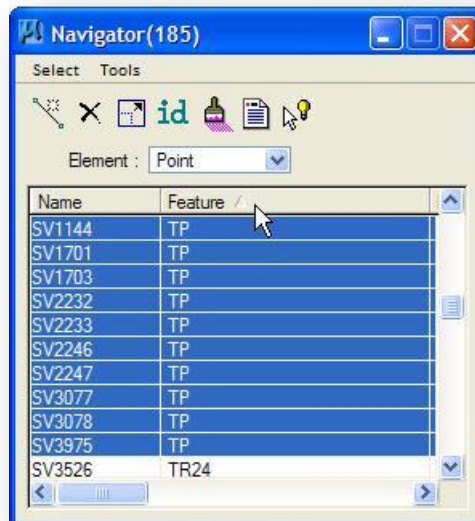 Navigator(185)
Select Tools
id
Element : Point
Name Feature
SV1144 TP
SV1701 TP
SV1703 TP
SV2232 TP
SV2233 TP
SV2246 TP
SV2247 TP
SV3077 TP
SV3078 TP
SV3975 TP
SV3526 TR24